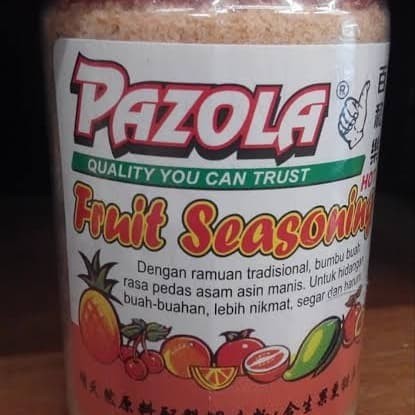 PAZOLA
®
QUALITY YOU CAN TRUST
HOT
Fruit Seasoning
Dengan ramuan tradisional, bumbu buah
rasa pedas asam asin manis. Untuk hidangan
buah-buahan, lebih nikmat, segar dan harum.